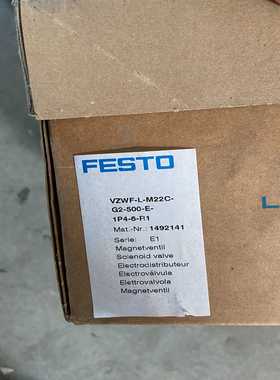 FESTO
VZWF-L-M22C-
G2-500-E-
1P4-6-R1
Mat.-Nr.: 1492141
Serie: E1
Magnetventil
Solenoid valve
Electrodistributeur
Electroválvula
Elettrovalvola
Magnetventil
L